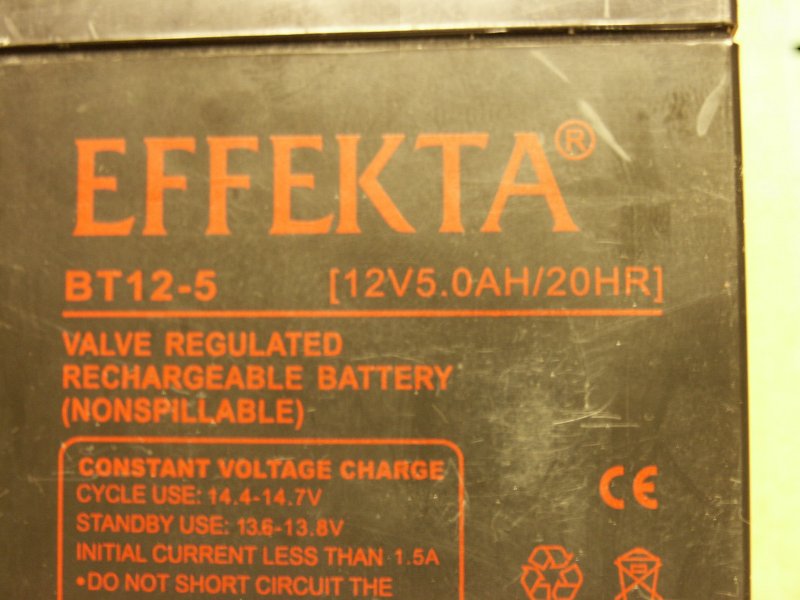 EFFEKTA®
BT12-5 [12V5.0AH/20HR]
VALVE REGULATED
RECHARGEABLE BATTERY
(NONSPILLABLE)
CONSTANT VOLTAGE CHARGE
CYCLE USE: 14.4-14.7V
STANDBY USE: 13.6-13.8V
INITIAL CURRENT LESS THAN 1.5A
•DO NOT SHORT CIRCUIT THE
CE